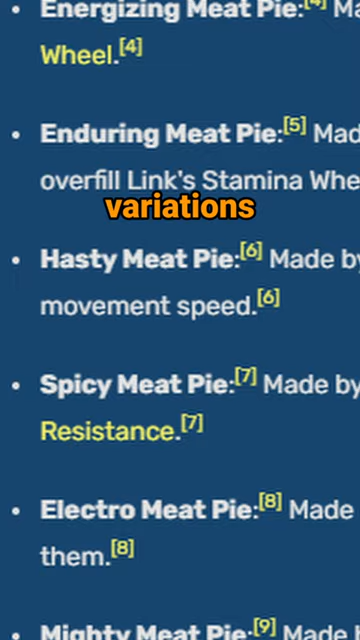 • Energizing Meat Pie:[4] Ma
Wheel.[4]
• Enduring Meat Pie:[5] Mad
overfill Link's Stamina Whe
variations
• Hasty Meat Pie:[6] Made by
movement speed.[6]
• Spicy Meat Pie:[7] Made by
Resistance.[7]
• Electro Meat Pie:[8] Made
them.[8]
• Mighty Meat Pie:[9] Made b